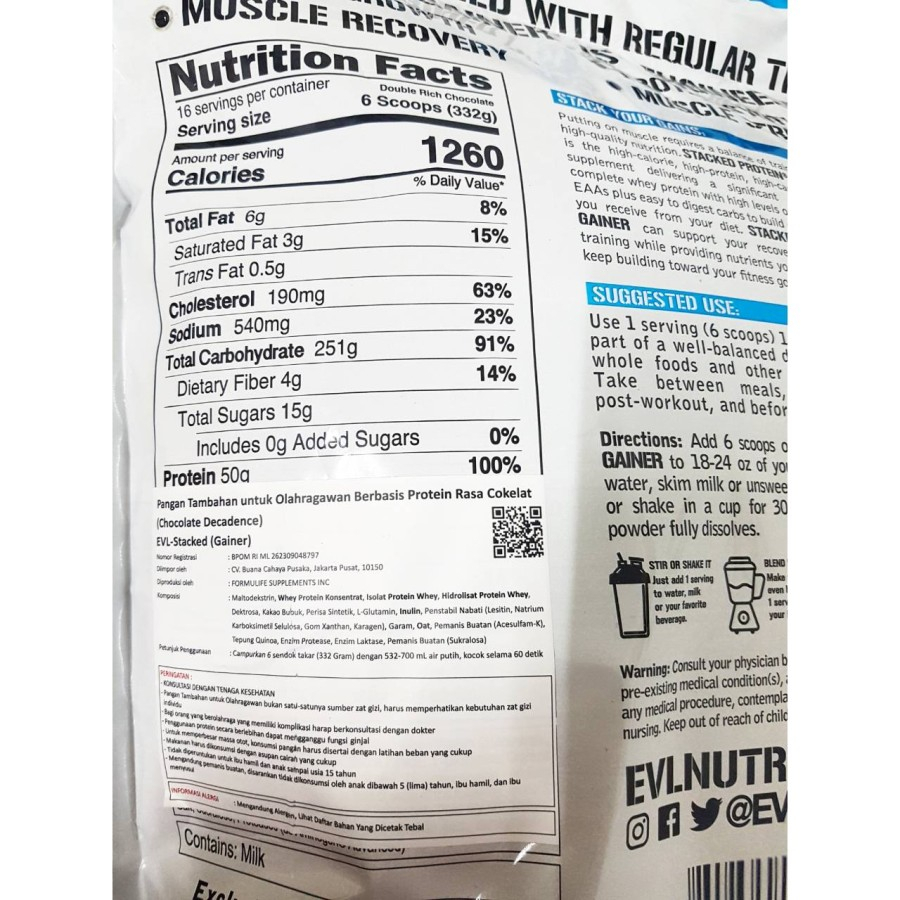 MUSCLE RECOVERY
WITH REGULAR
Nutrition Facts
16 servings per container
Double Rich Chocolate
Serving size
6 Scoops (332g)
Amount per serving
Calories
1260
% Daily Value*
Total Fat 6g 8%
Saturated Fat 3g 15%
Trans Fat 0.5g
Cholesterol 190mg 63%
Sodium 540mg 23%
Total Carbohydrate 251g 91%
Dietary Fiber 4g 14%
Total Sugars 15g
Includes 0g Added Sugars 0%
Protein 50g 100%
Pangan Tambahan untuk Olahragawan Berbasis Protein Rasa Cokelat
(Chocolate Decadence)
EVL-Stacked (Gainer)
Nomor Registrasi : BPOM RI ML 262309048797
Diimpor oleh : CV. Buana Cahaya Pusaka, Jakarta Pusat, 10150
Diproduksi oleh : FORMULIFE SUPPLEMENTS INC
Komposisi : Maltodekstrin, Whey Protein Konsentrat, Isolat Protein Whey, Hidrolisat Protein Whey,
Dektrosa, Kakao Bubuk, Perisa Sintetik, L-Glutamin, Inulin, Penstabil Nabati (Lesitin, Natrium
Karboksimetil Selulosa, Gom Xanthan, Karagen), Garam, Oat, Pemanis Buatan (Acesulfam-K),
Tepung Quinoa, Enzim Protease, Enzim Laktase, Pemanis Buatan (Sukralosa)
Petunjuk Penggunaan : Campurkan 6 sendok takar (332 Gram) dengan 532-700 mL air putih, kocok selama 60 detik
PERINGATAN :
-KONSULTASI DENGAN TENAGA KESEHATAN
-Pangan Tambahan untuk Olahragawan bukan satu-satunya sumber zat gizi, harus memperhatikan kebutuhan zat gizi
individu
-Bagi orang yang berolahraga yang memiliki komplikasi harap berkonsultasi dengan dokter
-Penggunaan protein secara berlebihan dapat mengganggu fungsi ginjal
-Untuk memperbesar massa otot, konsumsi pangan harus disertai dengan latihan beban yang cukup
-Makanan harus dikonsumsi dengan asupan cairan yang cukup
-Tidak diperuntukan untuk ibu hamil dan anak sampai usia 15 tahun
-Mengandung pemanis buatan, disarankan tidak dikonsumsi oleh anak dibawah 5 (lima) tahun, ibu hamil, dan ibu
menyusui
INFORMASI ALERGI : Mengandung Alergen, Lihat Daftar Bahan Yang Dicetak Tebal
Contains: Milk
STACK YOUR GAINS:
Putting on muscle requires a balance of
high-quality nutrition. STACKED PROTEIN
is the high-calorie, high-protein,
supplement delivering a significant
complete whey protein with high levels
EAAs plus easy to digest carbs to build
you receive from your diet.
GAINER can support your
training while providing nutrients
keep building toward your fitness
SUGGESTED USE:
Use 1 serving (6 scoops)
part of a well-balanced
whole foods and other
Take between meals,
post-workout, and
Directions: Add 6 scoops
GAINER to 18-24 oz of
water, skim milk or
or shake in a cup for 30
powder fully dissolves.
STIR OR SHAKE IT
Just add 1 serving
to water, milk
or your favorite
beverage.
BLEND
Make
even
1
your
Warning: Consult your physician
pre-existing medical condition(s),
any medical procedure,
nursing. Keep out of reach of
EVLNUTR
@EV